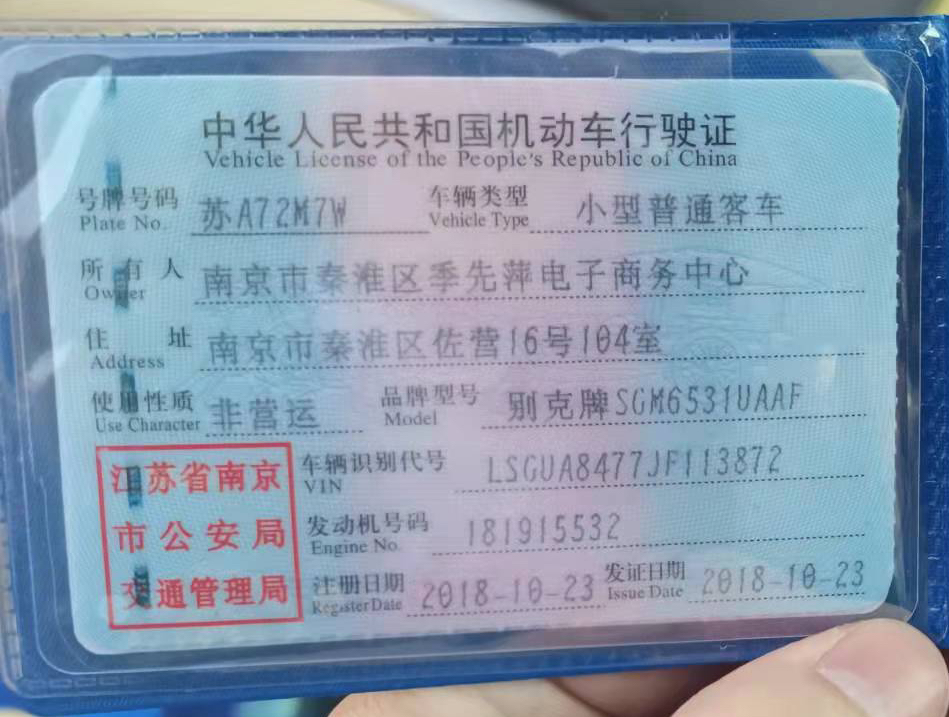 中华人民共和国机动车行驶证
Vehicle License of the People's Republic of China
号牌号码 苏A72M7W 车辆类型 小型普通客车
Plate No. Vehicle Type
所有人 南京市秦淮区季先萍电子商务中心
Owner
住址 南京市秦淮区佐营16号104室
Address
使用性质 非营运 品牌型号 别克牌SGM6531UAAF
Use Character Model
江苏省南京 车辆识别代号 LSGUA8477JF113872
VIN
市公安局 发动机号码 181915532
Engine No.
交通管理局 注册日期 2018-10-23 发证日期 2018-10-23
Register Date Issue Date